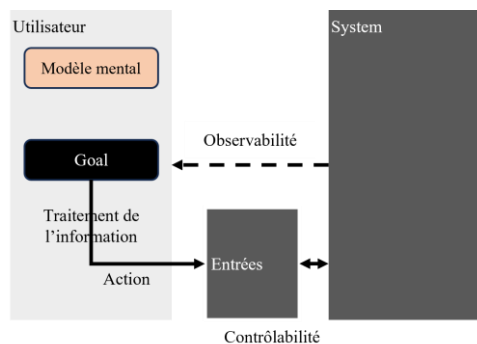 Utilisateur
System
Modèle mental
Observabilité
Goal
Traitement de
l’information
Entrées
Action
Contrôlabilité